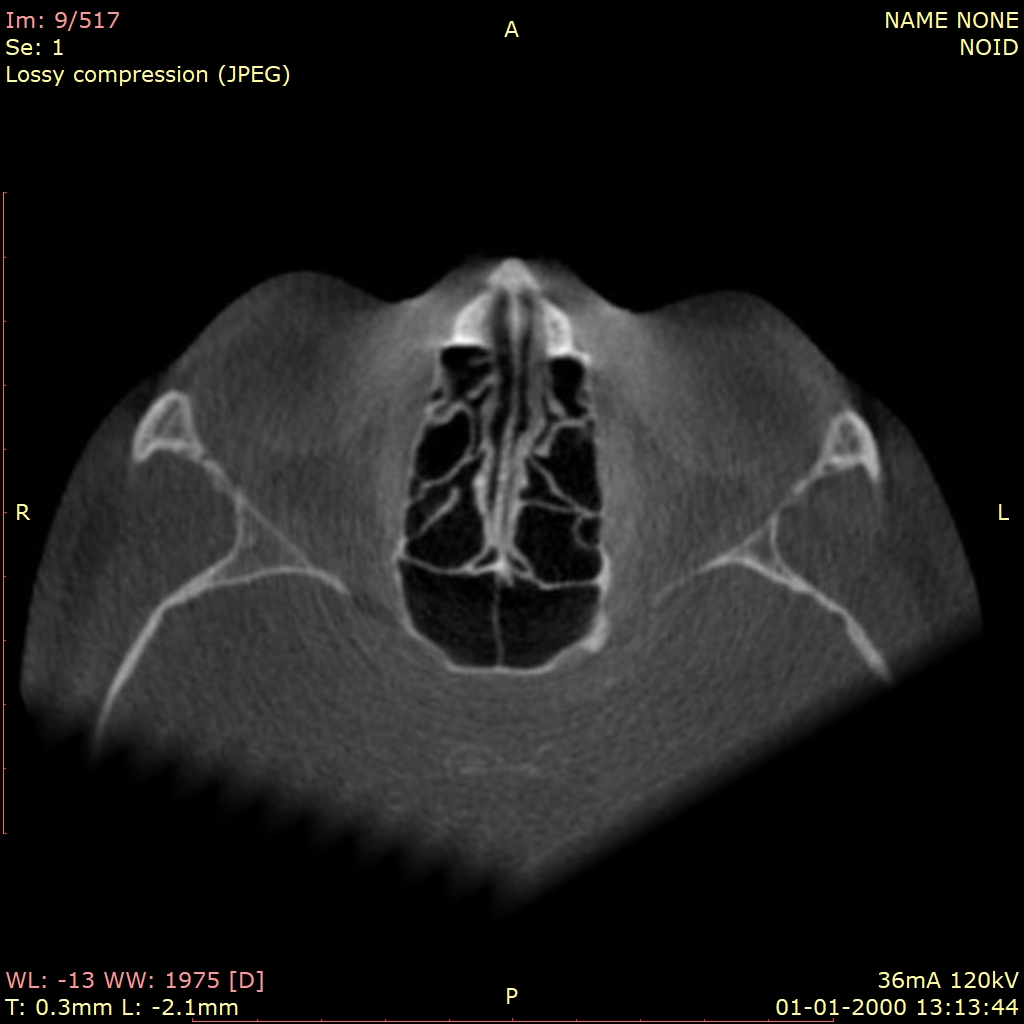 Im: 9/517
Se: 1
Lossy compression (JPEG)
A
NAME NONE
NOID
R
L
WL: -13 WW: 1975 [D]
T: 0.3mm L: -2.1mm
P
36mA 120kV
01-01-2000 13:13:44